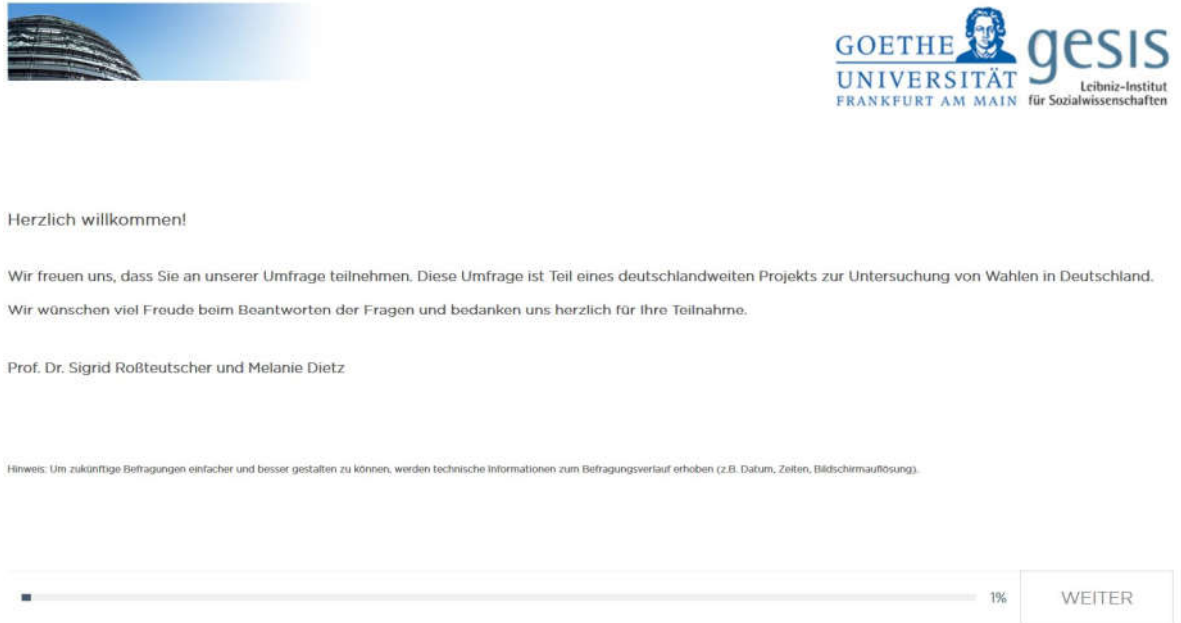 GOETHE
UNIVERSITÄT
FRANKFURT AM MAIN
gesis
Leibniz-Institut
für Sozialwissenschaften
Herzlich willkommen!
Wir freuen uns, dass Sie an unserer Umfrage teilnehmen. Diese Umfrage ist Teil eines deutschlandweiten Projekts zur Untersuchung von Wahlen in Deutschland.
Wir wünschen viel Freude beim Beantworten der Fragen und bedanken uns herzlich für Ihre Teilnahme.
Prof. Dr. Sigrid Roßteutscher und Melanie Dietz
Hinweis: Um zukünftige Befragungen einfacher und besser gestalten zu können, werden technische Informationen zum Befragungsverlauf erhoben (z.B. Datum, Zeiten, Bildschirmauflösung).
1%
WEITER